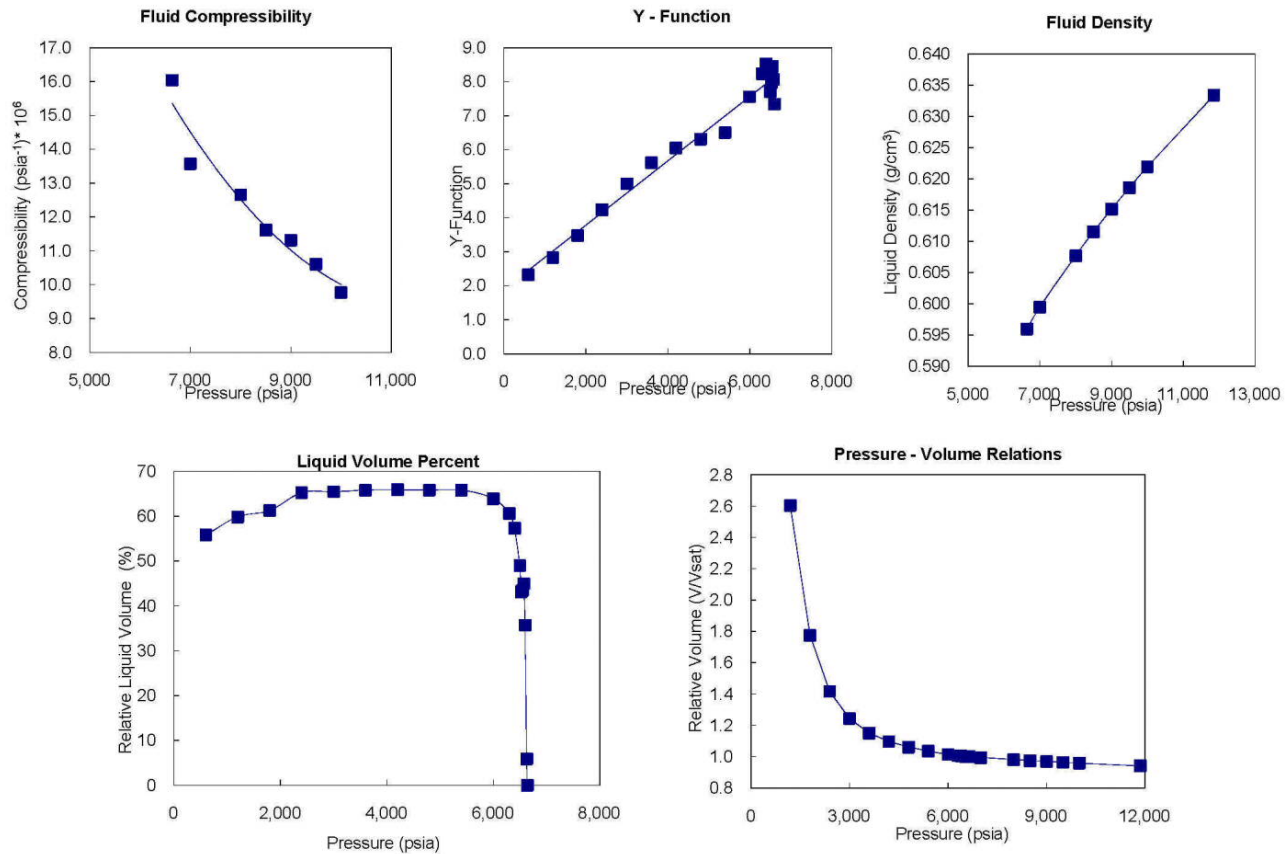 Fluid Compressibility
17.0
16.0
15.0
14.0
13.0
12.0
11.0
10.0
9.0
8.0
Compressibility (psia⁻¹)* 10⁶
5,000 7,000 9,000 11,000
Pressure (psia)
Y - Function
9.0
8.0
7.0
6.0
5.0
4.0
3.0
2.0
1.0
0.0
Y-Function
0 2,000 4,000 6,000 8,000
Pressure (psia)
Fluid Density
0.640
0.635
0.630
0.625
0.620
0.615
0.610
0.605
0.600
0.595
0.590
Liquid Density (g/cm³)
5,000 7,000 9,000 11,000 13,000
Pressure (psia)
Liquid Volume Percent
70
60
50
40
30
20
10
0
Relative Liquid Volume (%)
0 2,000 4,000 6,000 8,000
Pressure (psia)
Pressure - Volume Relations
2.8
2.6
2.4
2.2
2.0
1.8
1.6
1.4
1.2
1.0
0.8
Relative Volume (V/Vsat)
0 3,000 6,000 9,000 12,000
Pressure (psia)